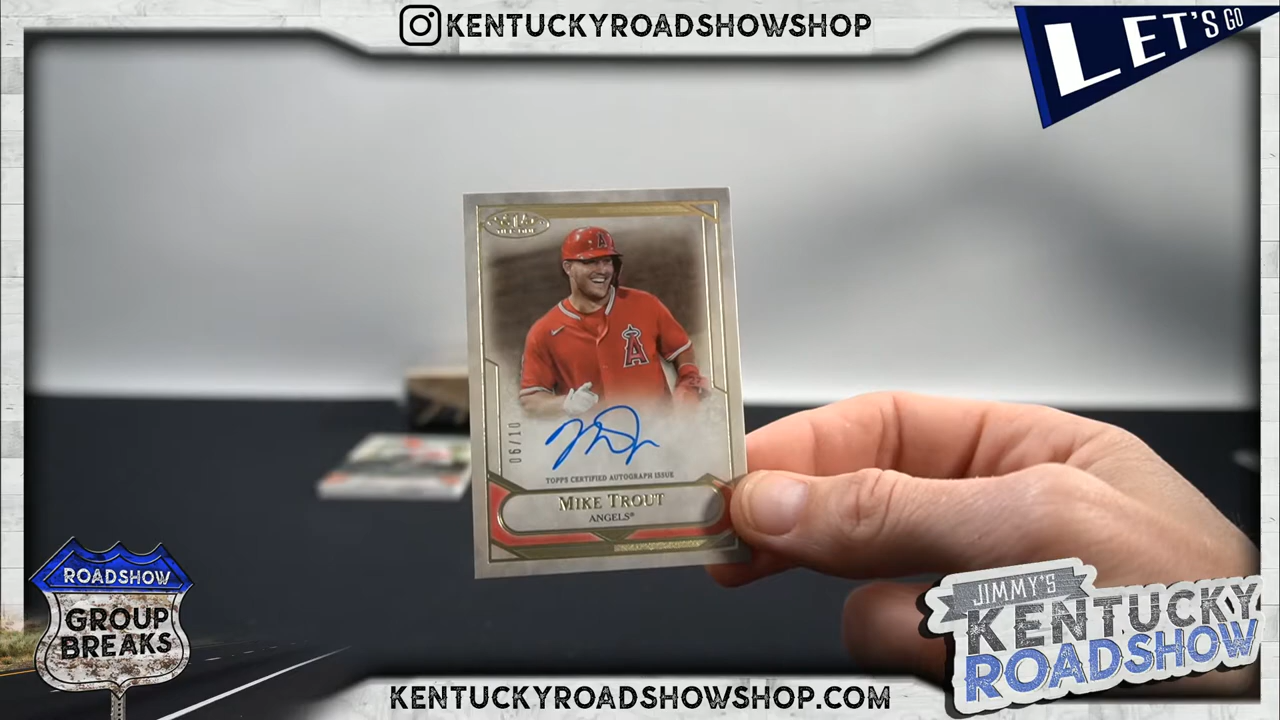 KENTUCKYROADSHOWSHOP
LET'S GO
A
A
06/10
TOPPS CERTIFIED AUTOGRAPH ISSUE
MIKE TROUT
ANGELS®
ROADSHOW
GROUP
BREAKS
JIMMY'S
KENTUCKY
ROADSHOW
KENTUCKYROADSHOWSHOP.COM